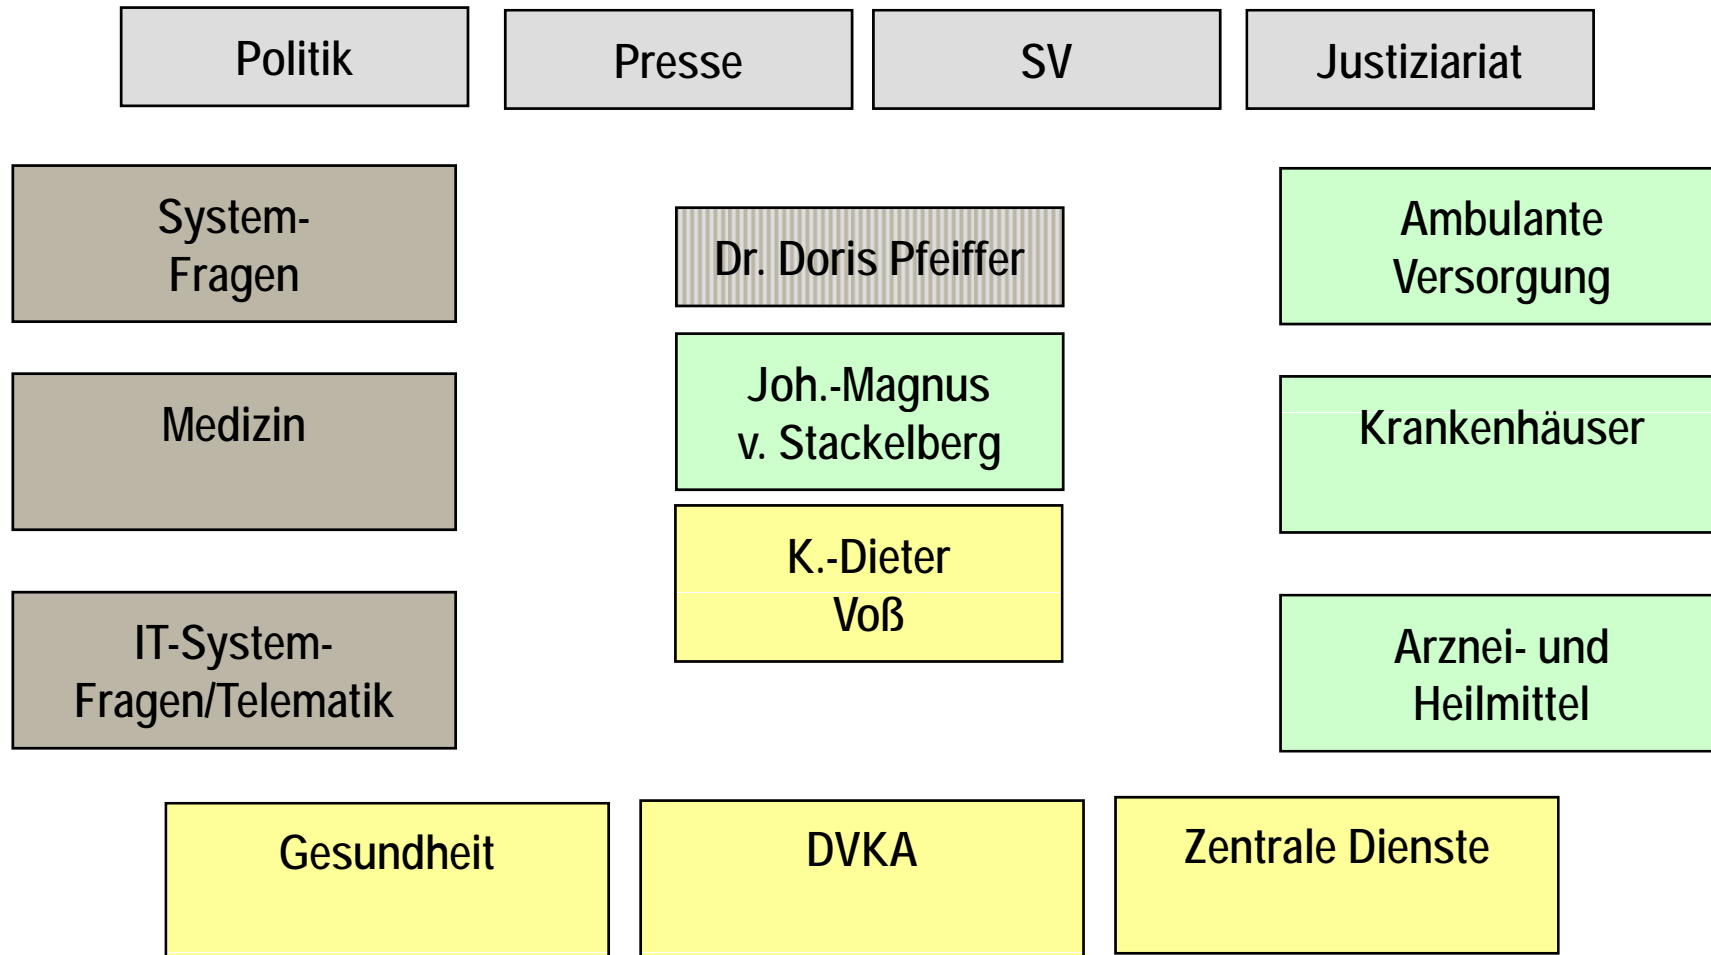 Politik
Presse
SV
Justiziariat
System-
Fragen
Dr. Doris Pfeiffer
Ambulante
Versorgung
Medizin
Joh.-Magnus
v. Stackelberg
Krankenhäuser
K.-Dieter
Voß
IT-System-
Fragen/Telematik
Arznei- und
Heilmittel
Gesundheit
DVKA
Zentrale Dienste